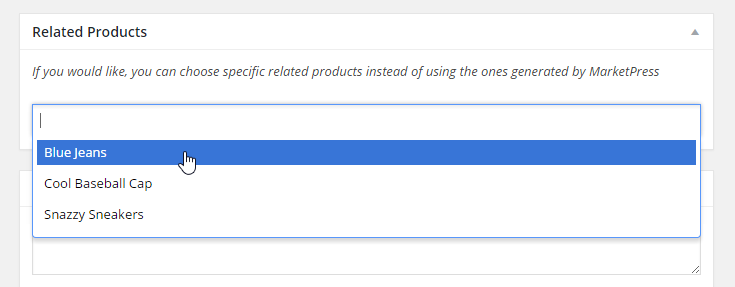 Related Products
If you would like, you can choose specific related products instead of using the ones generated by MarketPress
Blue Jeans
Cool Baseball Cap
Snazzy Sneakers